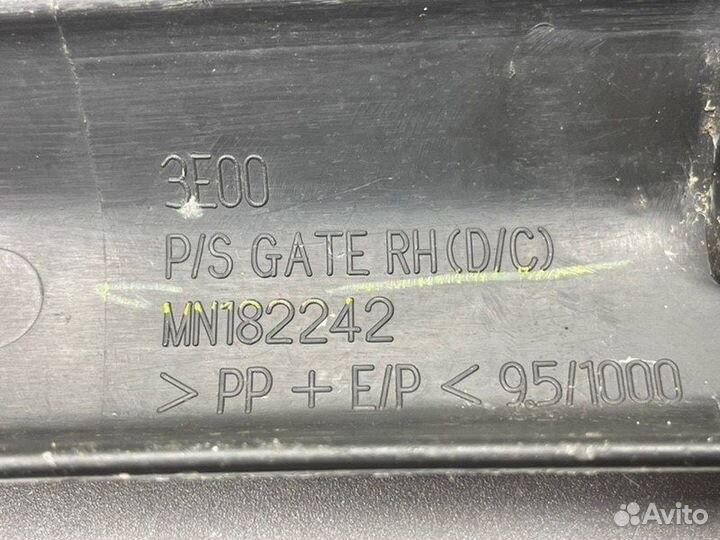 3E00
P/S GATE RH(D/C)
MN182242
> PP + E/P < 95/1000
Avito